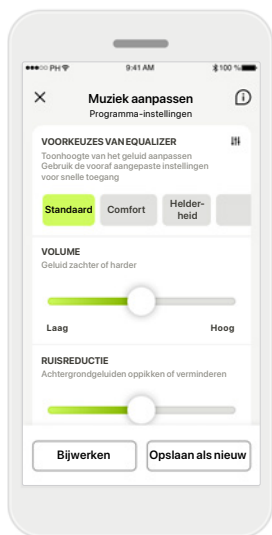 PH 9:41 AM 100 %
Muziek aanpassen
Programma-instellingen
VOORKEUZES VAN EQUALIZER
Toonhoogte van het geluid aanpassen
Gebruik de vooraf aangepaste instellingen
voor snelle toegang
Standaard Comfort Helder-
heid
VOLUME
Geluid zachter of harder
Laag Hoog
RUISREDUCTIE
Achtergrondgeluiden oppikken of verminderen
Bijwerken Opslaan als nieuw